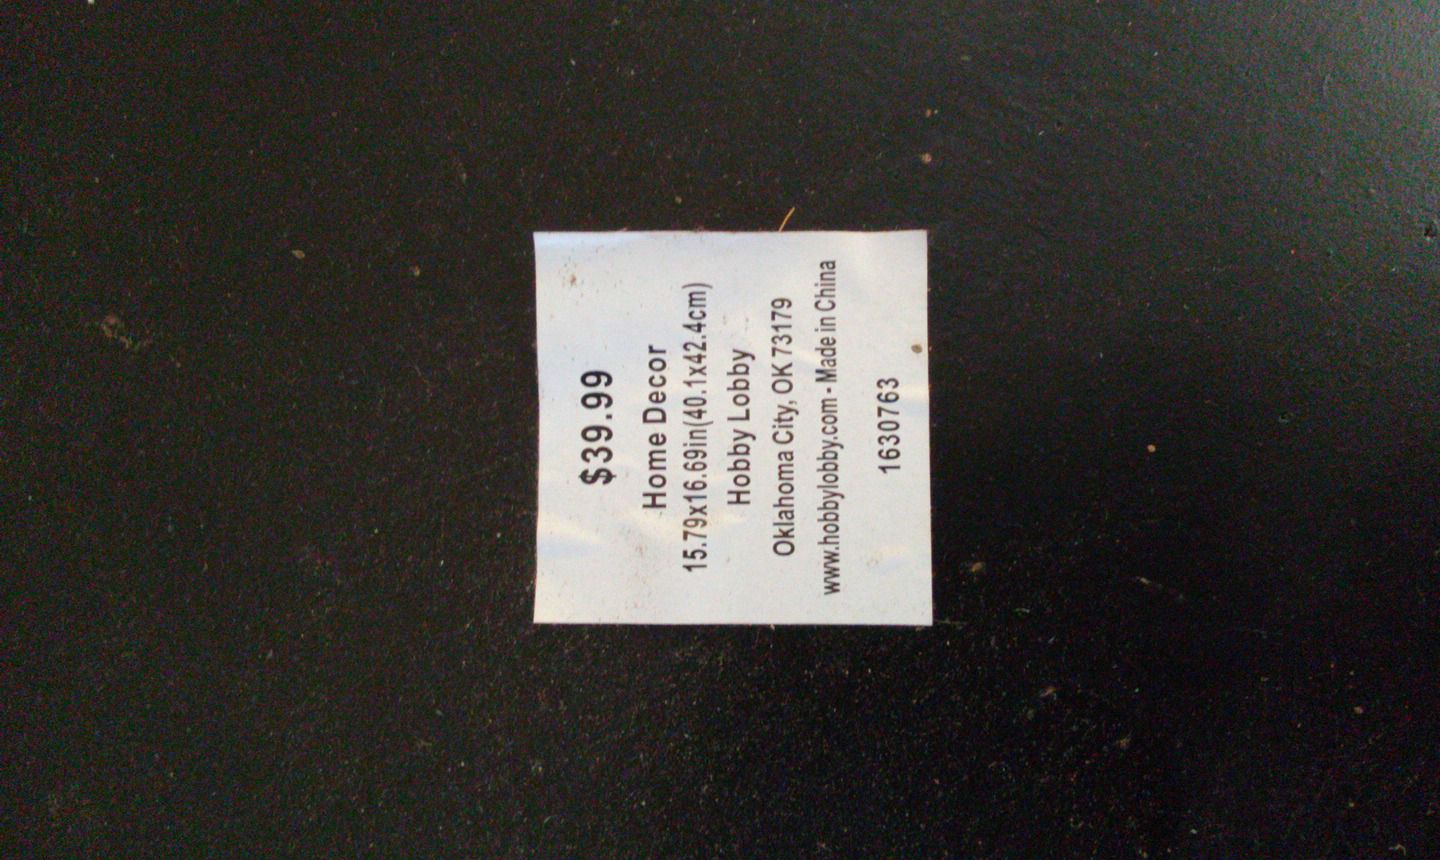 $39.99
Home Decor
15.79x16.69in(40.1x42.4cm)
Hobby Lobby
Oklahoma City, OK 73179
www.hobbylobby.com - Made in China
1630763